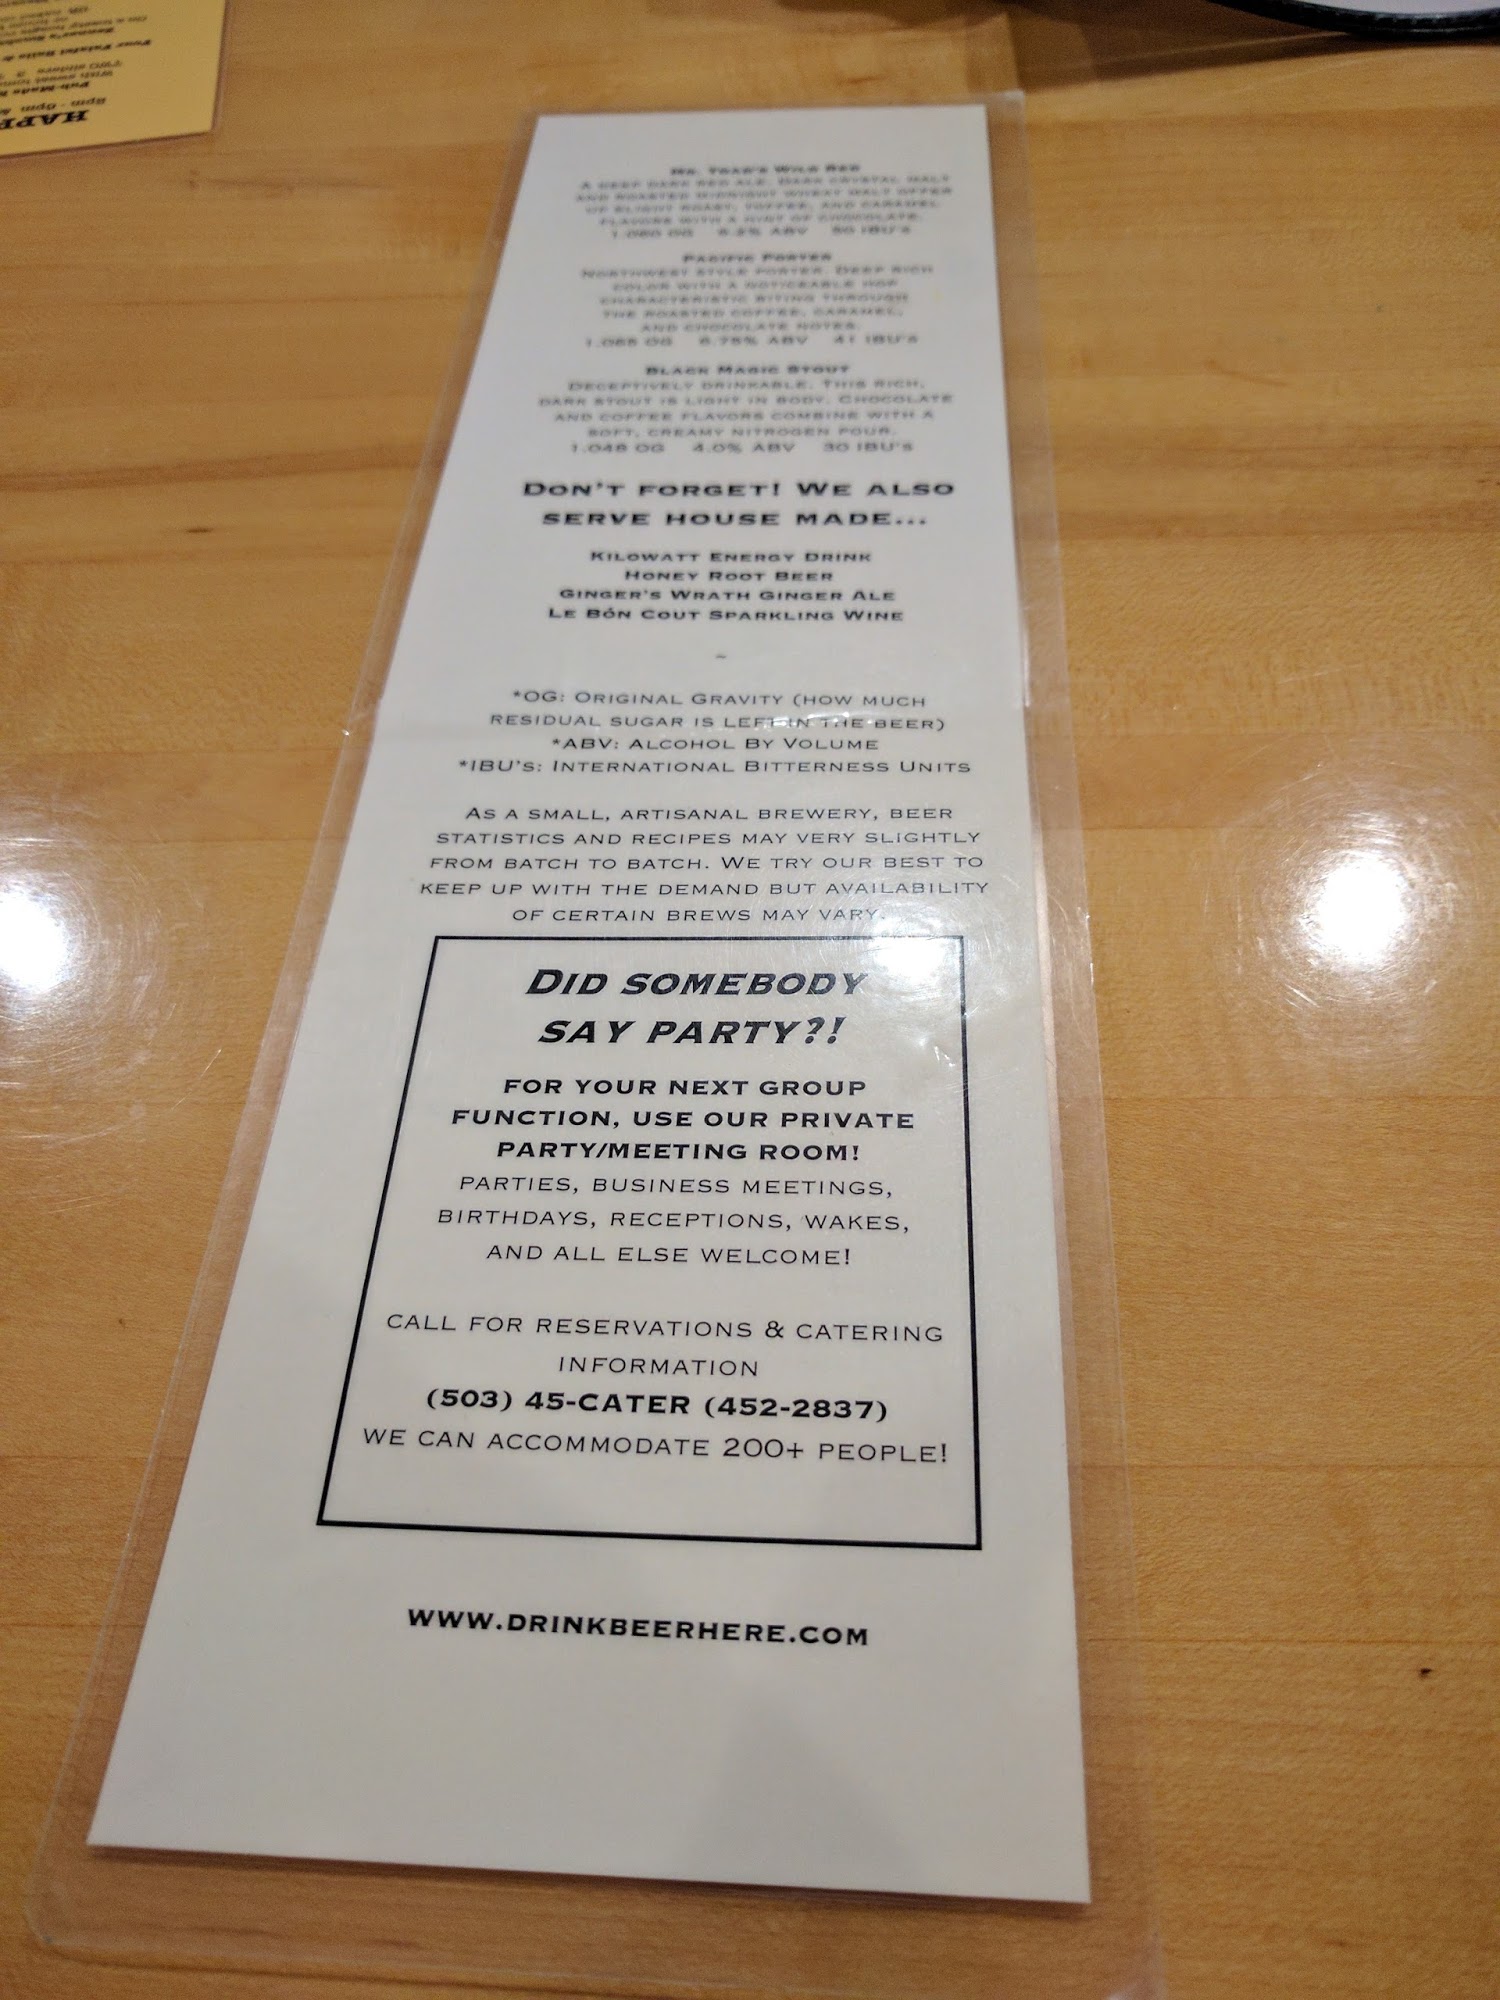 Mr. Toad's Wild Red
A deep dark red ale. Dark crystal malt
and roasted midnight wheat malt offer
up slight roast, toffee, and caramel
flavors with a hint of chocolate.
1.060 OG 6.2% ABV 50 IBU's
Pacific Porter
Northwest style porter. Deep rich
color with a noticeable hop
characteristic biting through
the roasted coffee, caramel,
and chocolate notes.
1.065 OG 6.75% ABV 41 IBU's
Black Magic Stout
Deceptively drinkable. This rich,
dark stout is light in body. Chocolate
and coffee flavors combine with a
soft, creamy nitrogen pour.
1.048 OG 4.0% ABV 30 IBU's
Don't forget! We also
serve house made...
Kilowatt Energy Drink
Honey Root Beer
Ginger's Wrath Ginger Ale
Le Bón Cout Sparkling Wine
~
*OG: Original Gravity (how much
residual sugar is left in the beer)
*ABV: Alcohol By Volume
*IBU's: International Bitterness Units
As a small, artisanal brewery, beer
statistics and recipes may very slightly
from batch to batch. We try our best to
keep up with the demand but availability
of certain brews may vary.
Did somebody
say party?!
for your next group
function, use our private
party/meeting room!
parties, business meetings,
birthdays, receptions, wakes,
and all else welcome!
call for reservations & catering
information
(503) 45-CATER (452-2837)
we can accommodate 200+ people!
www.drinkbeerhere.com